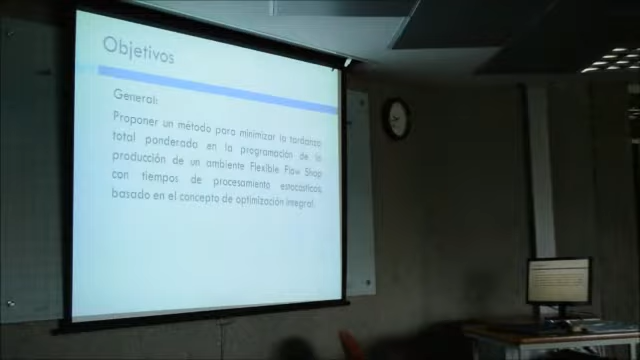 Objetivos
General:
Proponer un método para minimizar la tardanza
total ponderada en la programación de la
producción de un ambiente Flexible Flow Shop
con tiempos de procesamiento estocásticos,
basado en el concepto de optimización integral.